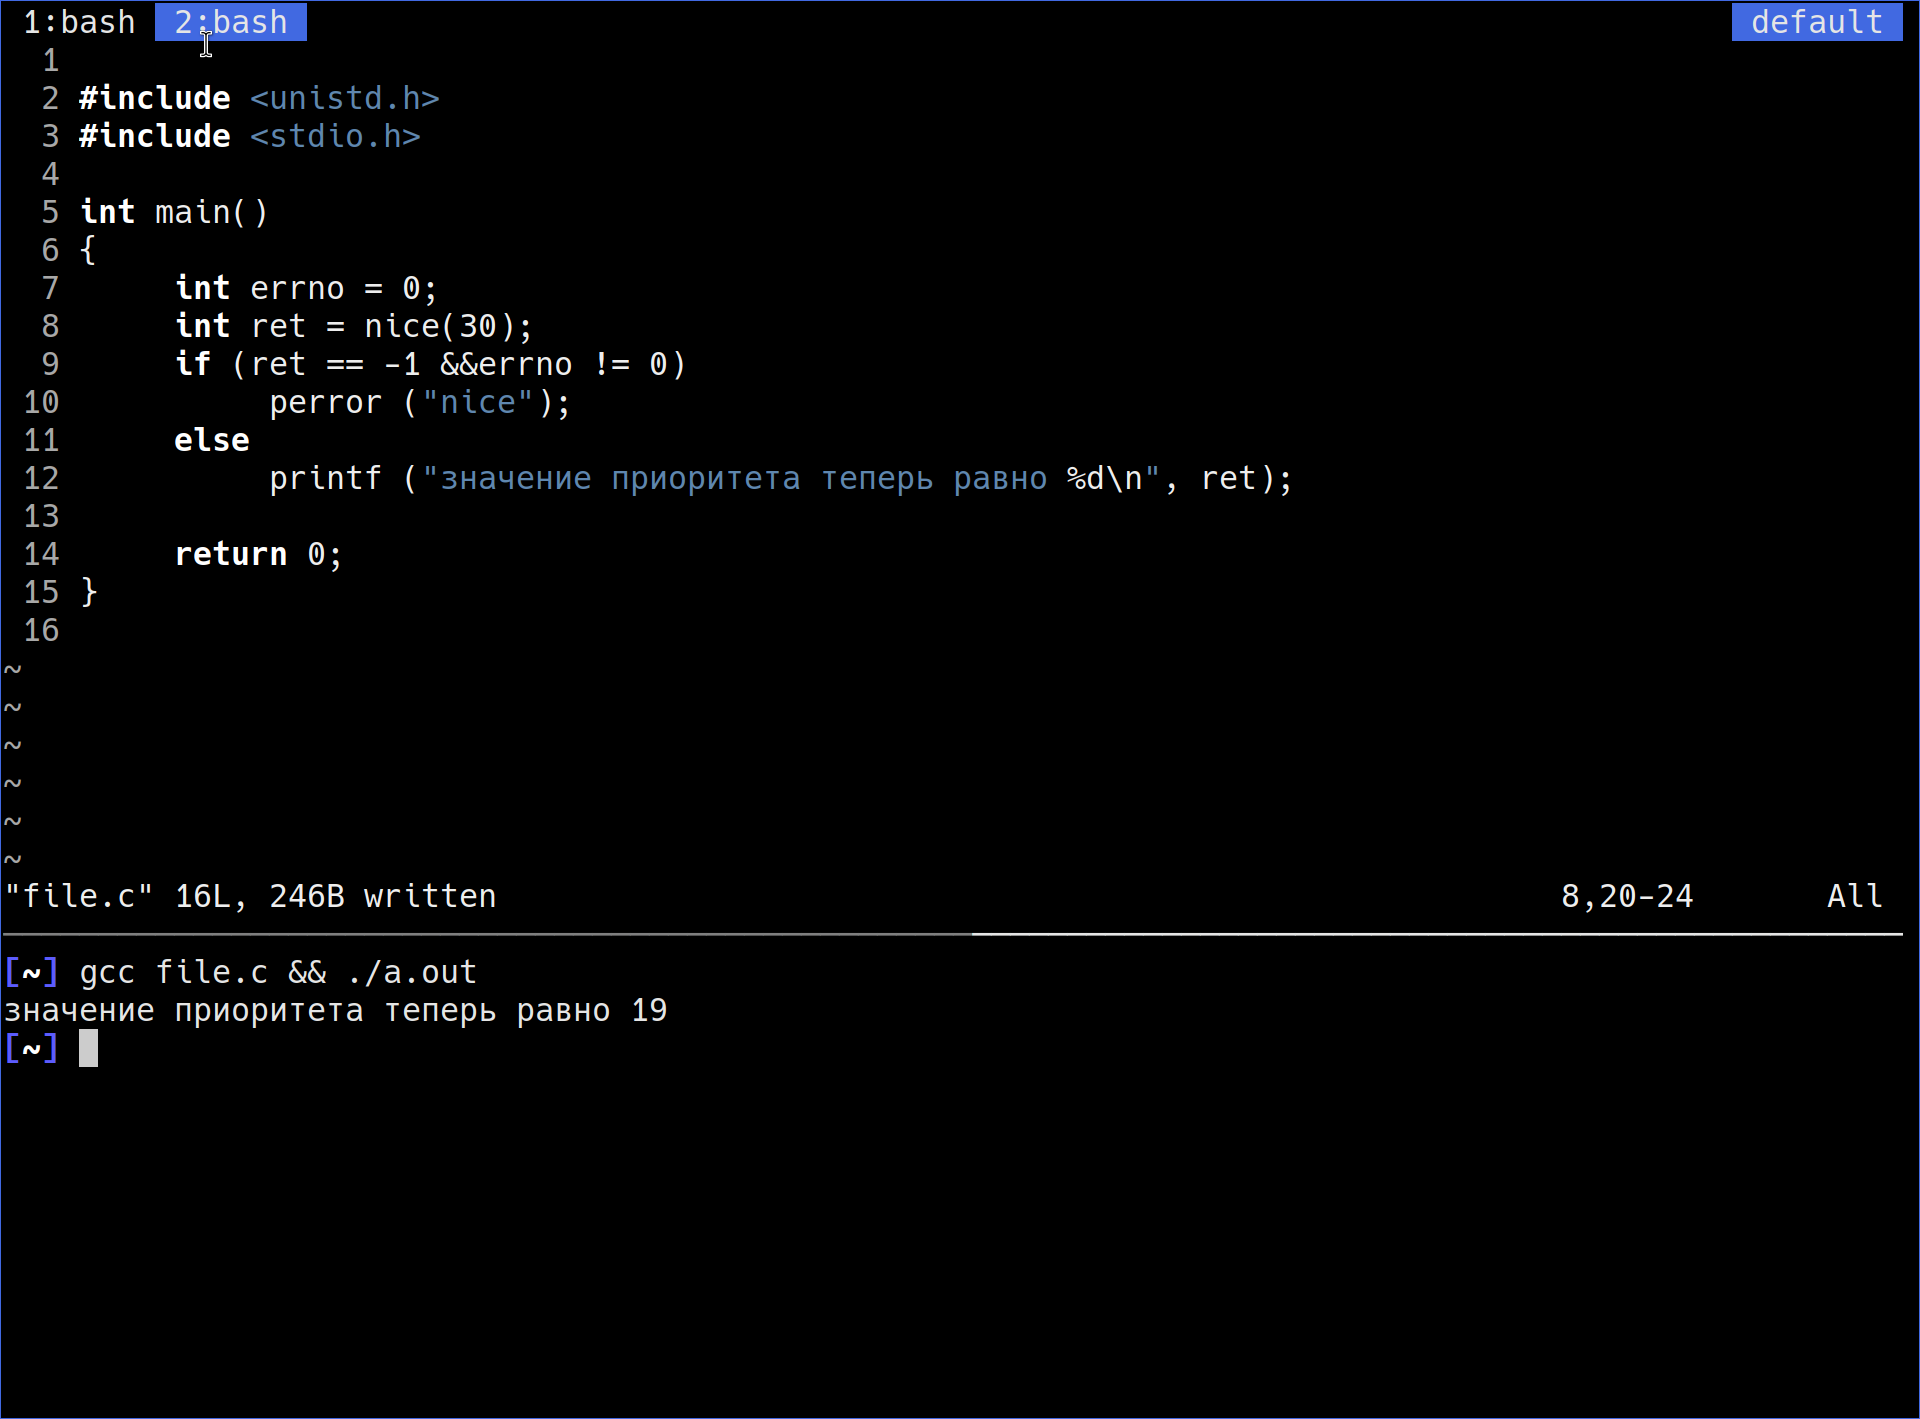 1:bash 2:bash default
1
2 #include <unistd.h>
3 #include <stdio.h>
4
5 int main()
6 {
7 int errno = 0;
8 int ret = nice(30);
9 if (ret == -1 &&errno != 0)
10 perror ("nice");
11 else
12 printf ("значение приоритета теперь равно %d\n", ret);
13
14 return 0;
15 }
16
~
~
~
~
~
~
"file.c" 16L, 246B written 8,20-24 All
[~] gcc file.c && ./a.out
значение приоритета теперь равно 19
[~]